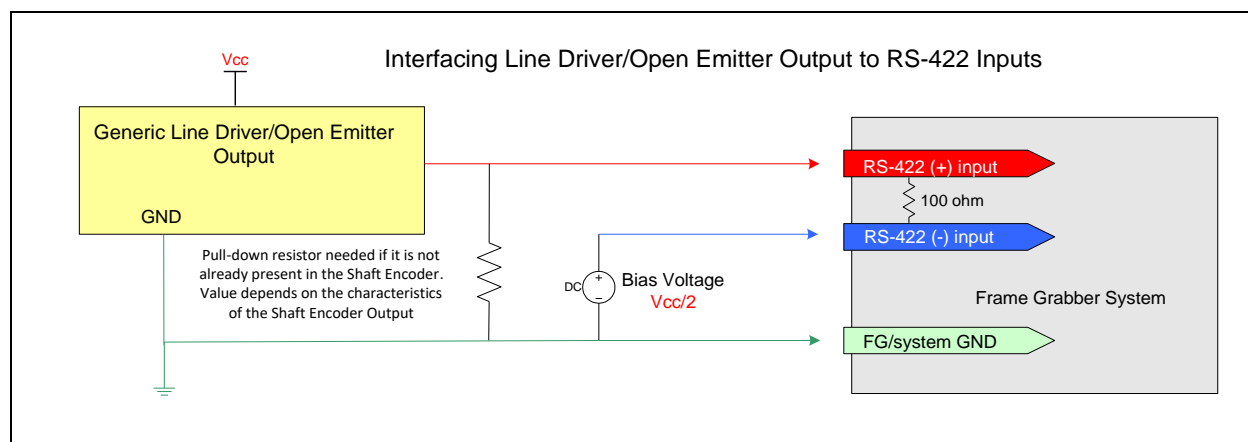 Interfacing Line Driver/Open Emitter Output to RS-422 Inputs
Vcc
Generic Line Driver/Open Emitter
Output
GND
RS-422 (+) input
100 ohm
RS-422 (-) input
Pull-down resistor needed if it is not
already present in the Shaft Encoder.
Value depends on the characteristics
of the Shaft Encoder Output
DC
+
−
Bias Voltage
Vcc/2
Frame Grabber System
FG/system GND